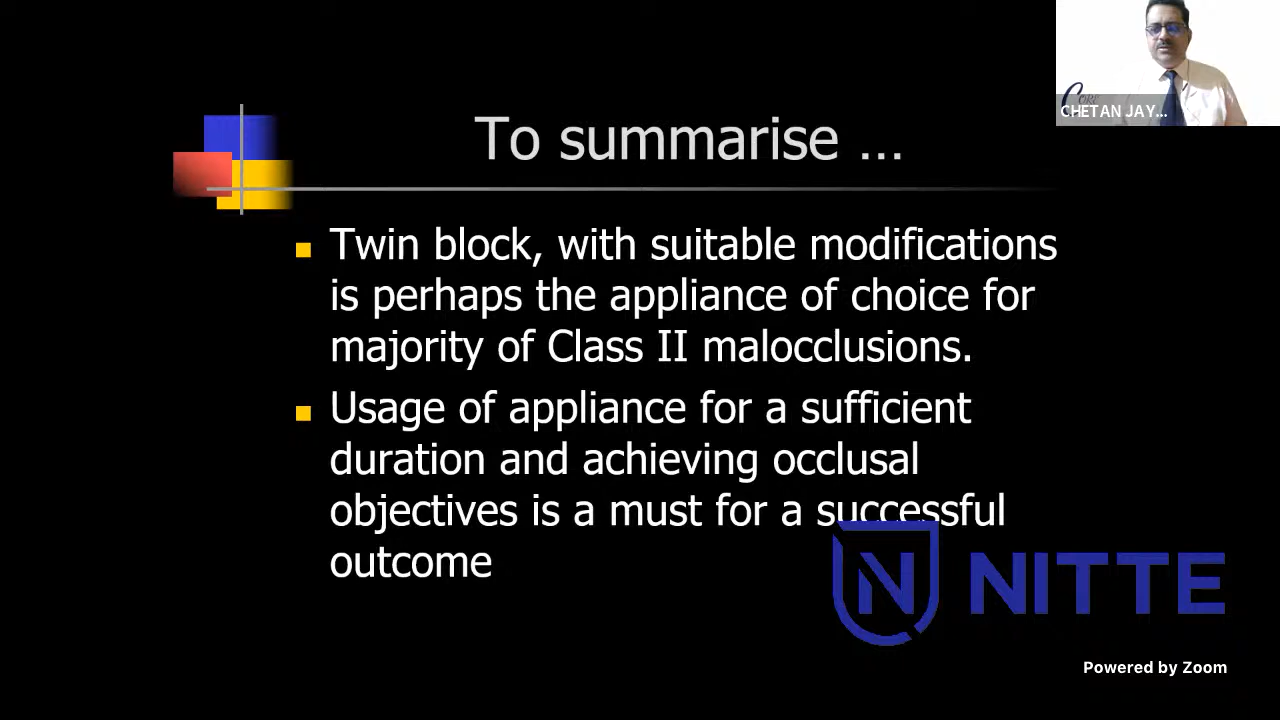 To summarise ...
Twin block, with suitable modifications
is perhaps the appliance of choice for
majority of Class II malocclusions.
Usage of appliance for a sufficient
duration and achieving occlusal
objectives is a must for a successful
outcome
CHETAN JAY...
N NITTE
Powered by Zoom